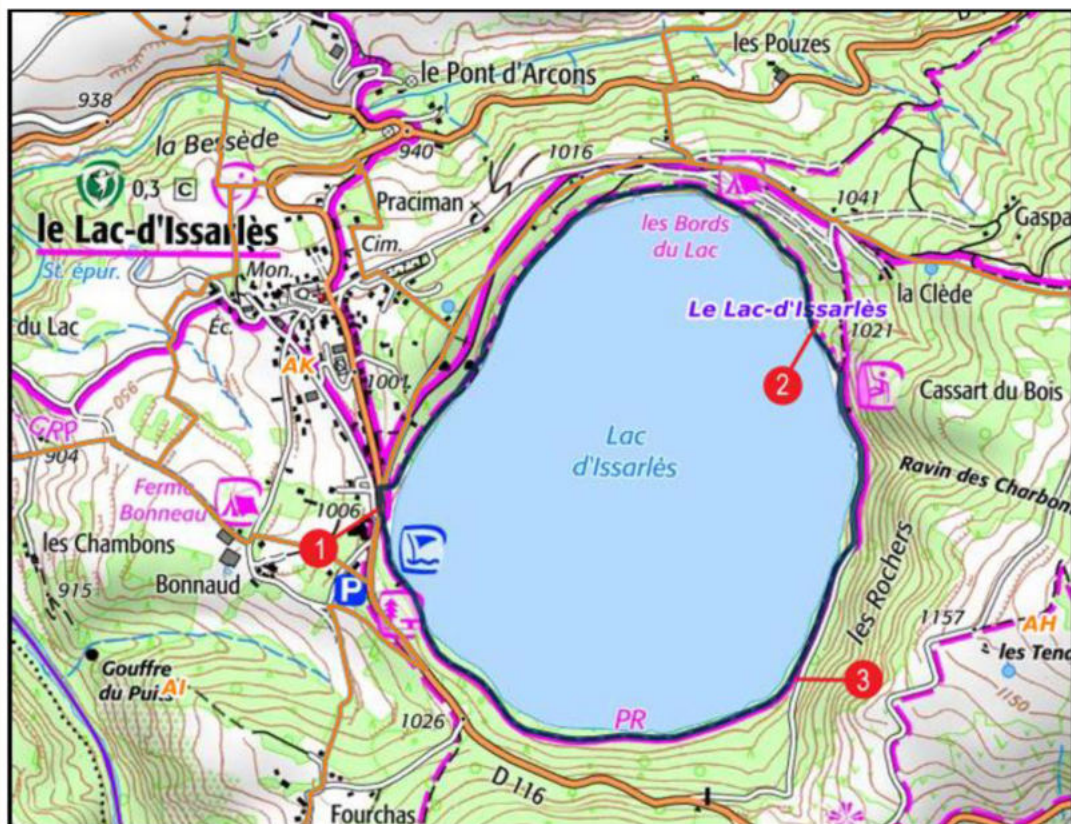 les Pouzes
le Pont d'Arcons
938
la Bessède
940
1016
0,3 C
Praciman
1041
le Lac-d'Issarlès
Cim.
les Bords
du Lac
Gaspa
St. épur.
Mon.
la Clède
Le Lac-d'Issarlès
du Lac
Éc.
1021
AK
2
1001
Cassart du Bois
950
GRP
Lac
d'Issarlès
904
Ravin des Charbon
Ferme
Bonneau
1006
1
les Chambons
les Rochers
Bonnaud
P
915
1157
AH
les Tend
Gouffre
du Puits
AI
3
1150
PR
1026
D 116
Fourchas